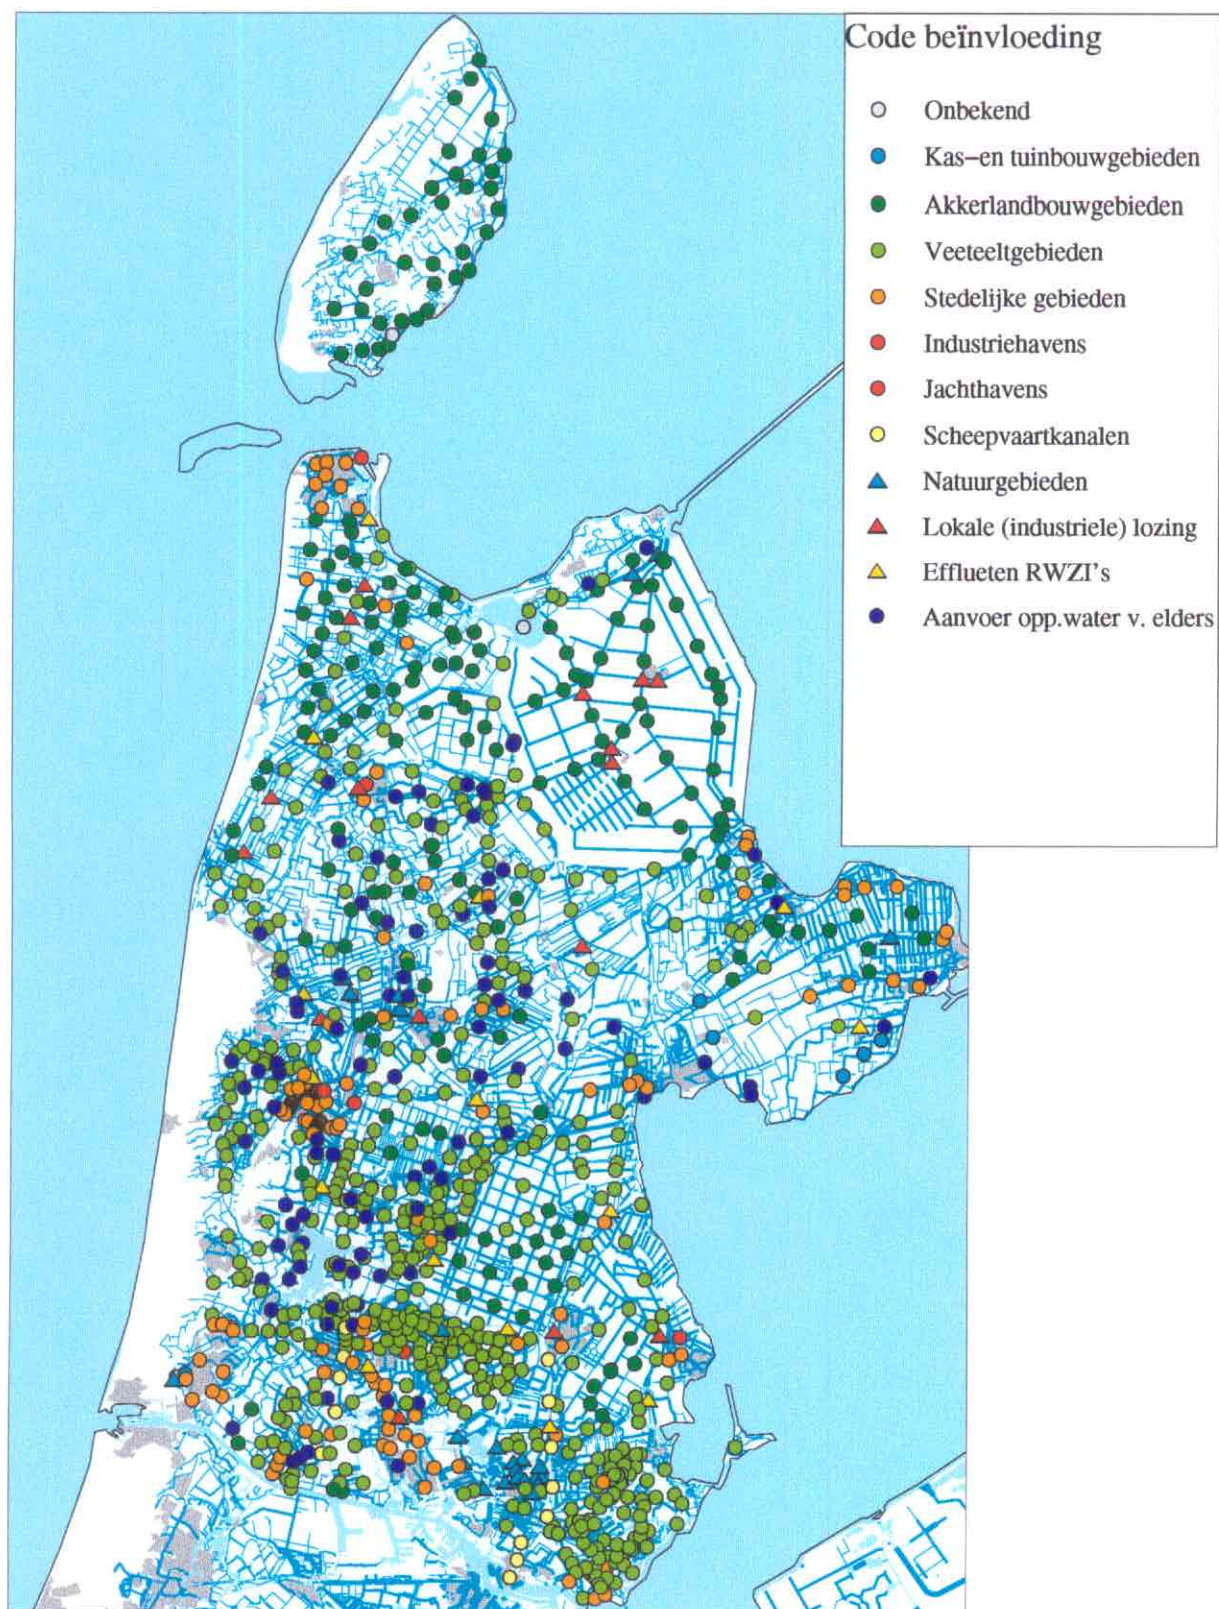 Code beïnvloeding
Onbekend
Kas-en tuinbouwgebieden
Akkerlandbouwgebieden
Veeteeltgebieden
Stedelijke gebieden
Industriehavens
Jachthavens
Scheepvaartkanalen
Natuurgebieden
Lokale (industriele) lozing
Efflueten RWZI's
Aanvoer opp.water v. elders